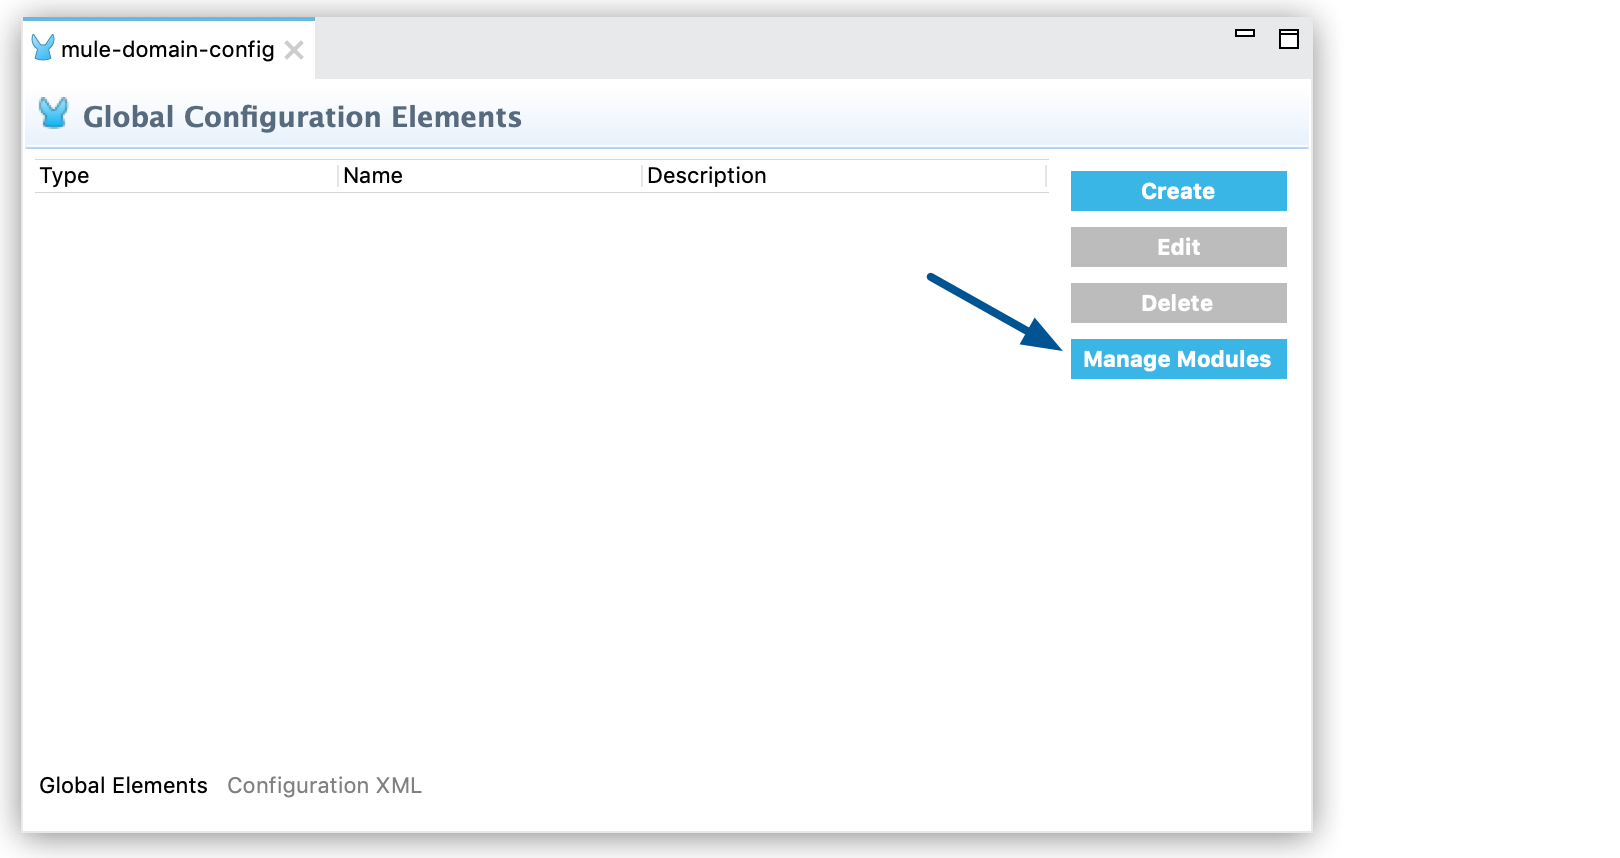 mule-domain-config
Global Configuration Elements
Type Name Description
Create
Edit
Delete
Manage Modules
Global Elements Configuration XML